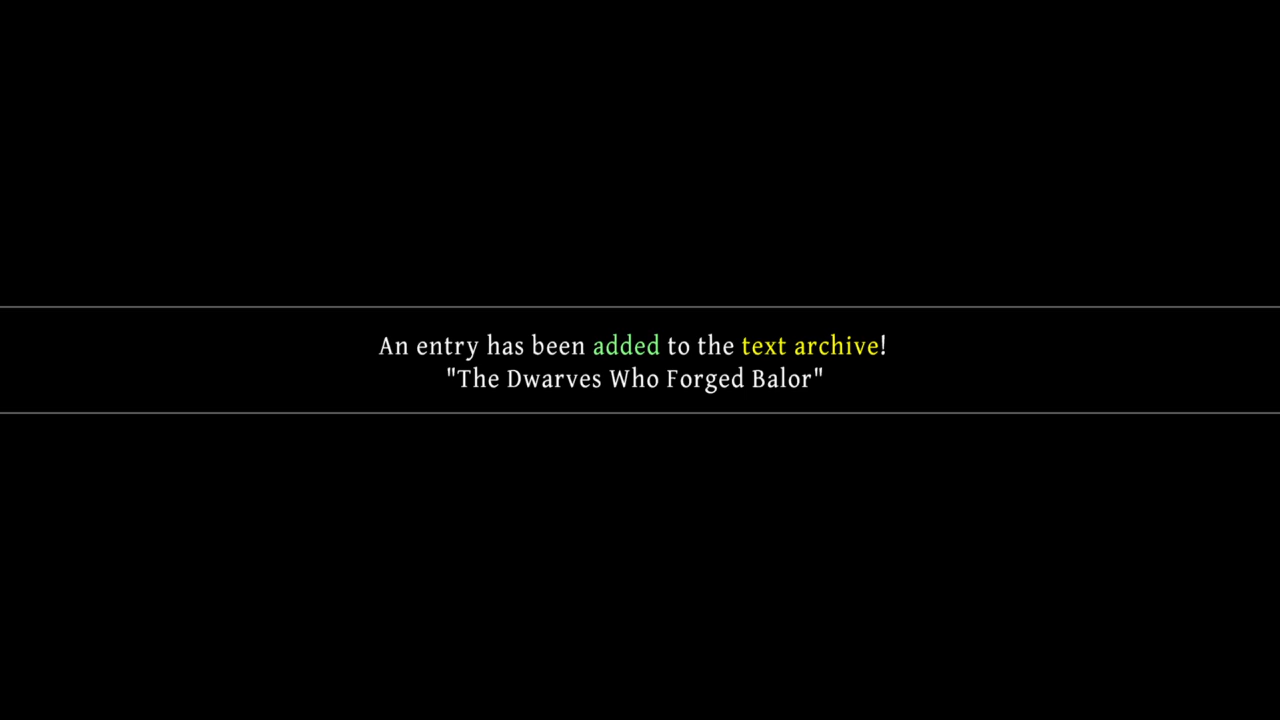 An entry has been added to the text archive!
"The Dwarves Who Forged Balor"